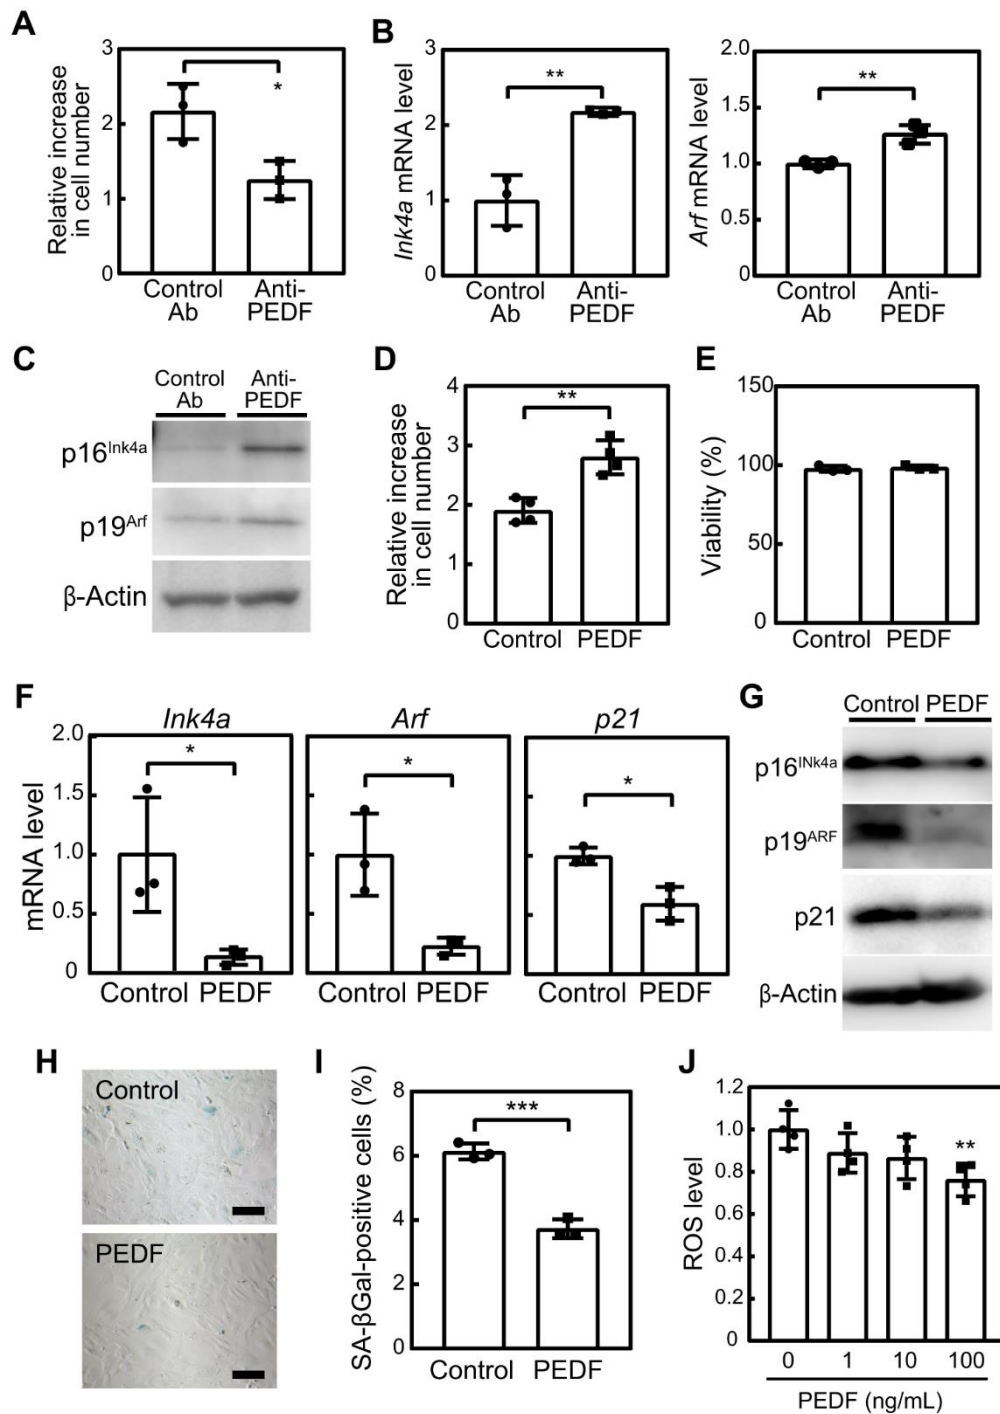 A
Relative increase
in cell number
3
2
1
0
*
Control
Ab
Anti-
PEDF
B
Ink4a mRNA level
3
2
1
0
**
Control
Ab
Anti-
PEDF
Arf mRNA level
2.0
1.5
1.0
0.5
0
**
Control
Ab
Anti-
PEDF
C
Control
Ab
Anti-
PEDF
p16Ink4a
p19Arf
β-Actin
D
Relative increase
in cell number
4
3
2
1
0
**
Control PEDF
E
Viability (%)
150
100
50
0
Control PEDF
F
mRNA level
2.0
1.5
1.0
0.5
0
Ink4a
*
Control PEDF
Arf
*
Control PEDF
p21
*
Control PEDF
G
Control PEDF
p16INk4a
p19ARF
p21
β-Actin
H
Control
PEDF
I
SA-βGal-positive cells (%)
8
6
4
2
0
***
Control PEDF
J
ROS level
1.2
1.0
0.8
0.6
0.4
0.2
0
**
0 1 10 100
PEDF (ng/mL)